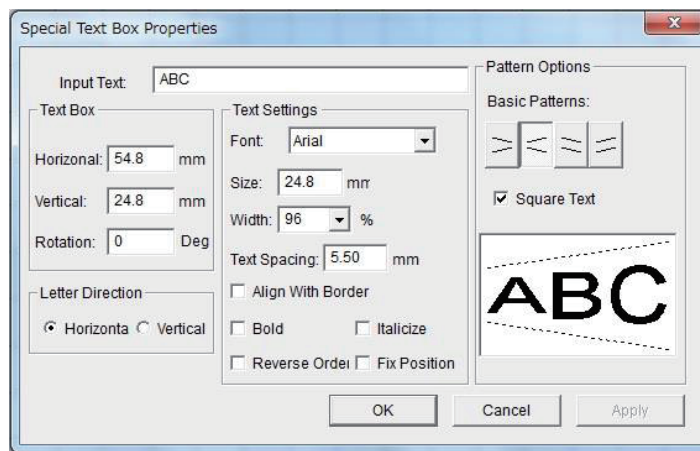 Special Text Box Properties
Input Text: ABC
Text Box
Horizonal: 54.8 mm
Vertical: 24.8 mm
Rotation: 0 Deg
Letter Direction
Horizonta Vertical
Text Settings
Font: Arial
Size: 24.8 mm
Width: 96 %
Text Spacing: 5.50 mm
Align With Border
Bold Italicize
Reverse Order Fix Position
Pattern Options
Basic Patterns:
Square Text
ABC
OK Cancel Apply